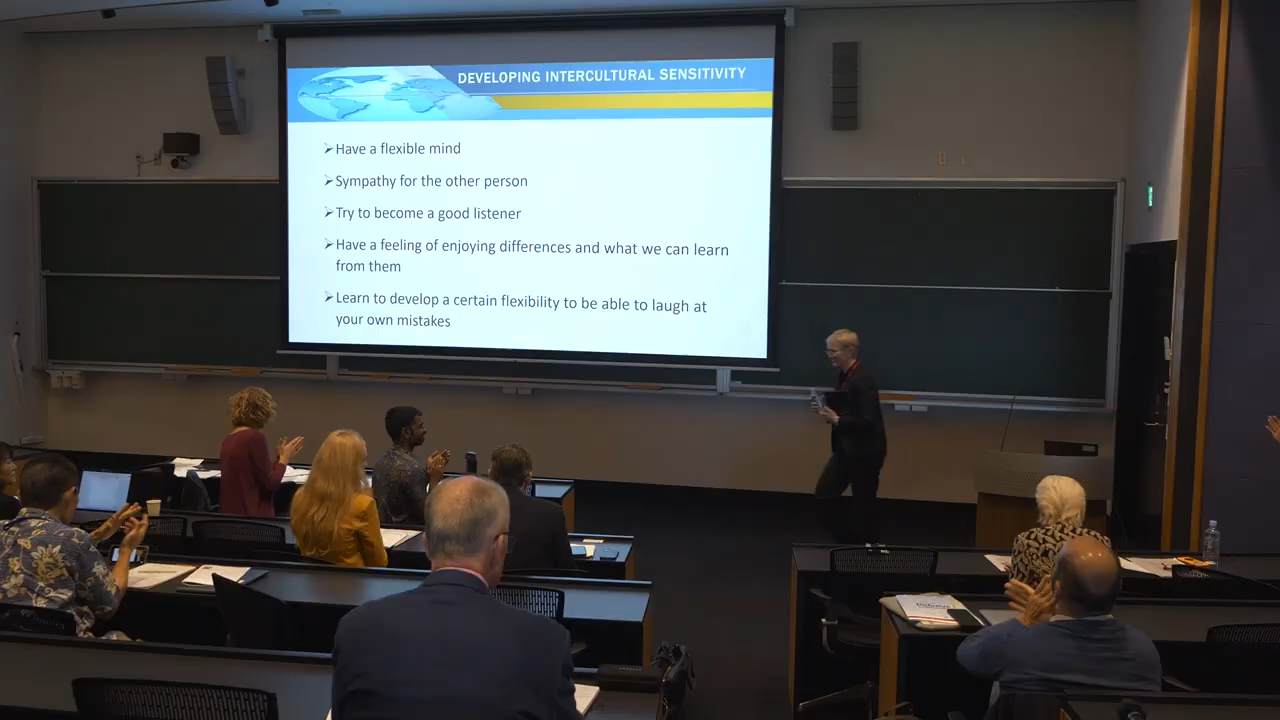 DEVELOPING INTERCULTURAL SENSITIVITY
➢Have a flexible mind
➢Sympathy for the other person
➢Try to become a good listener
➢Have a feeling of enjoying differences and what we can learn
from them
➢Learn to develop a certain flexibility to be able to laugh at
your own mistakes